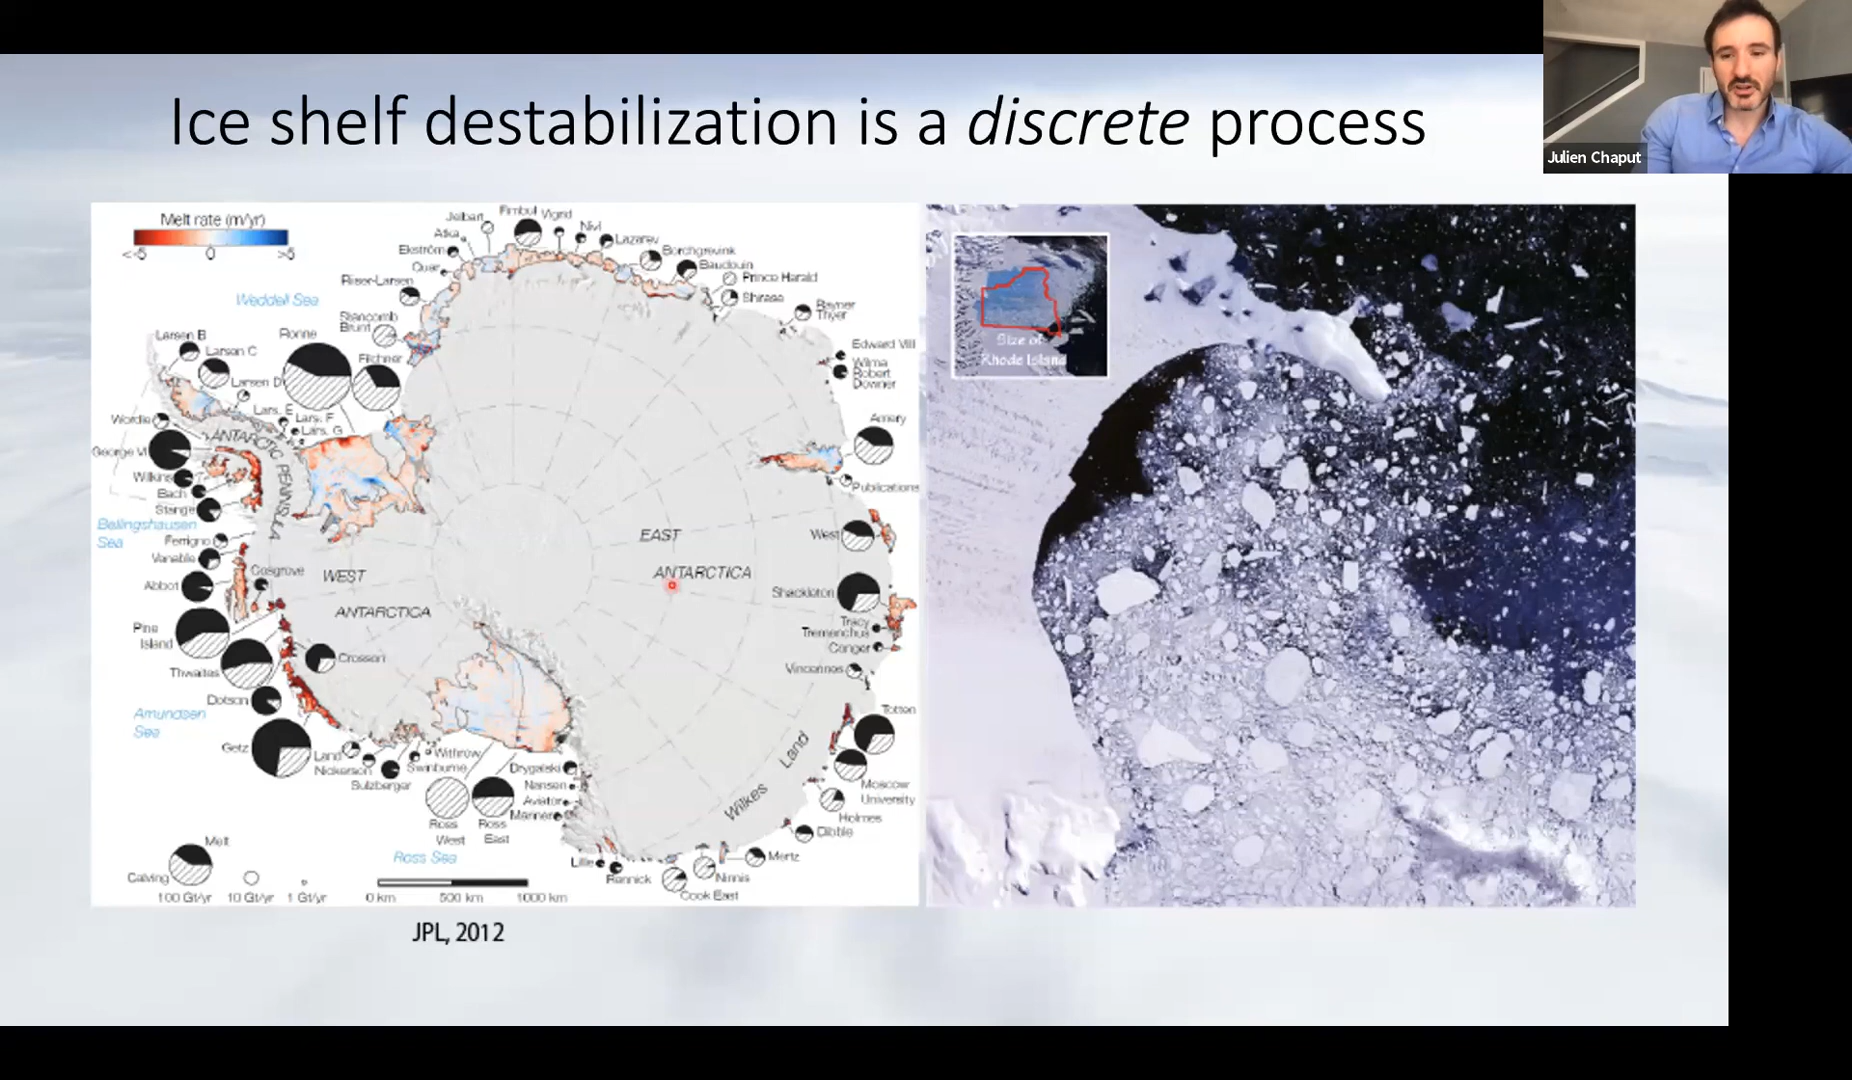 Ice shelf destabilization is a discrete process
Julien Chaput
Melt rate (m/yr)
<-5 0 >5
Weddell Sea
Jelbart
Fimbul
Vigrid
Nivl
Lazarev
Atka
Ekström
Quar
Riiser-Larsen
Stancomb
Brunt
Borchgrevink
Baudouin
Prince Harald
Shirase
Rayner
Thyer
Edward VIII
Wilma
Robert
Downer
Larsen B
Larsen C
Larsen D
Ronne
Filchner
Lars. E
Lars. F
Lars. G
Wordie
ANTARCTIC PENINSULA
George VI
Wilkins
Bach
Stange
Bellingshausen
Sea
Ferrigno
Venable
Cosgrove
Abbot
Pine
Island
Thwaites
Crosson
Dotson
Amundsen
Sea
Getz
Land
Nickerson
Sulzberger
Swinburne
Withrow
Ross
West
Ross
East
Ross Sea
Drygalski
Nansen
Aviator
Mariner
Lillie
Rennick
Cook East
Ninnis
Mertz
Dibble
Holmes
Moscow
University
Totten
Vincennes
Conger
Tracy
Tremenchus
Shackleton
West
Publications
Amery
EAST
ANTARCTICA
WEST
ANTARCTICA
Wilkes Land
Melt
Calving
100 Gt/yr 10 Gt/yr 1 Gt/yr
0 km 500 km 1000 km
JPL, 2012
Size of
Rhode Island